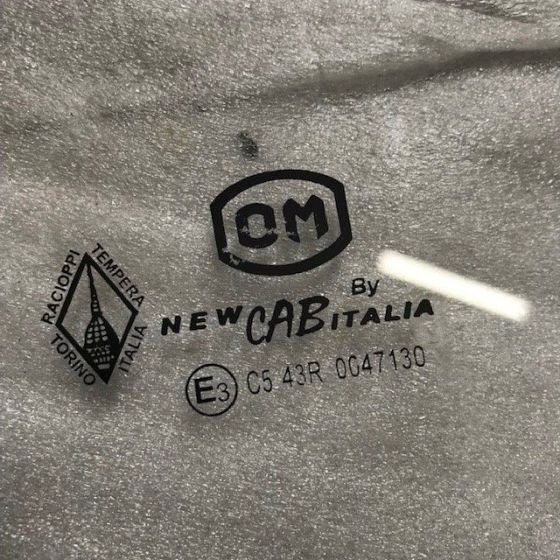 OM
By
NEW CAB ITALIA
E3 C5 43R 0047130
RACIOPPI
TEMPERA
TORINO
ITALIA